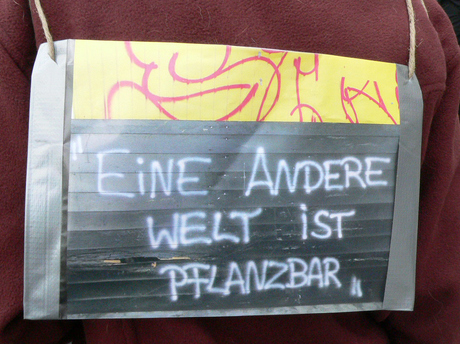 "EiNE ANDERE
WELT iST
PFLANZBAR„